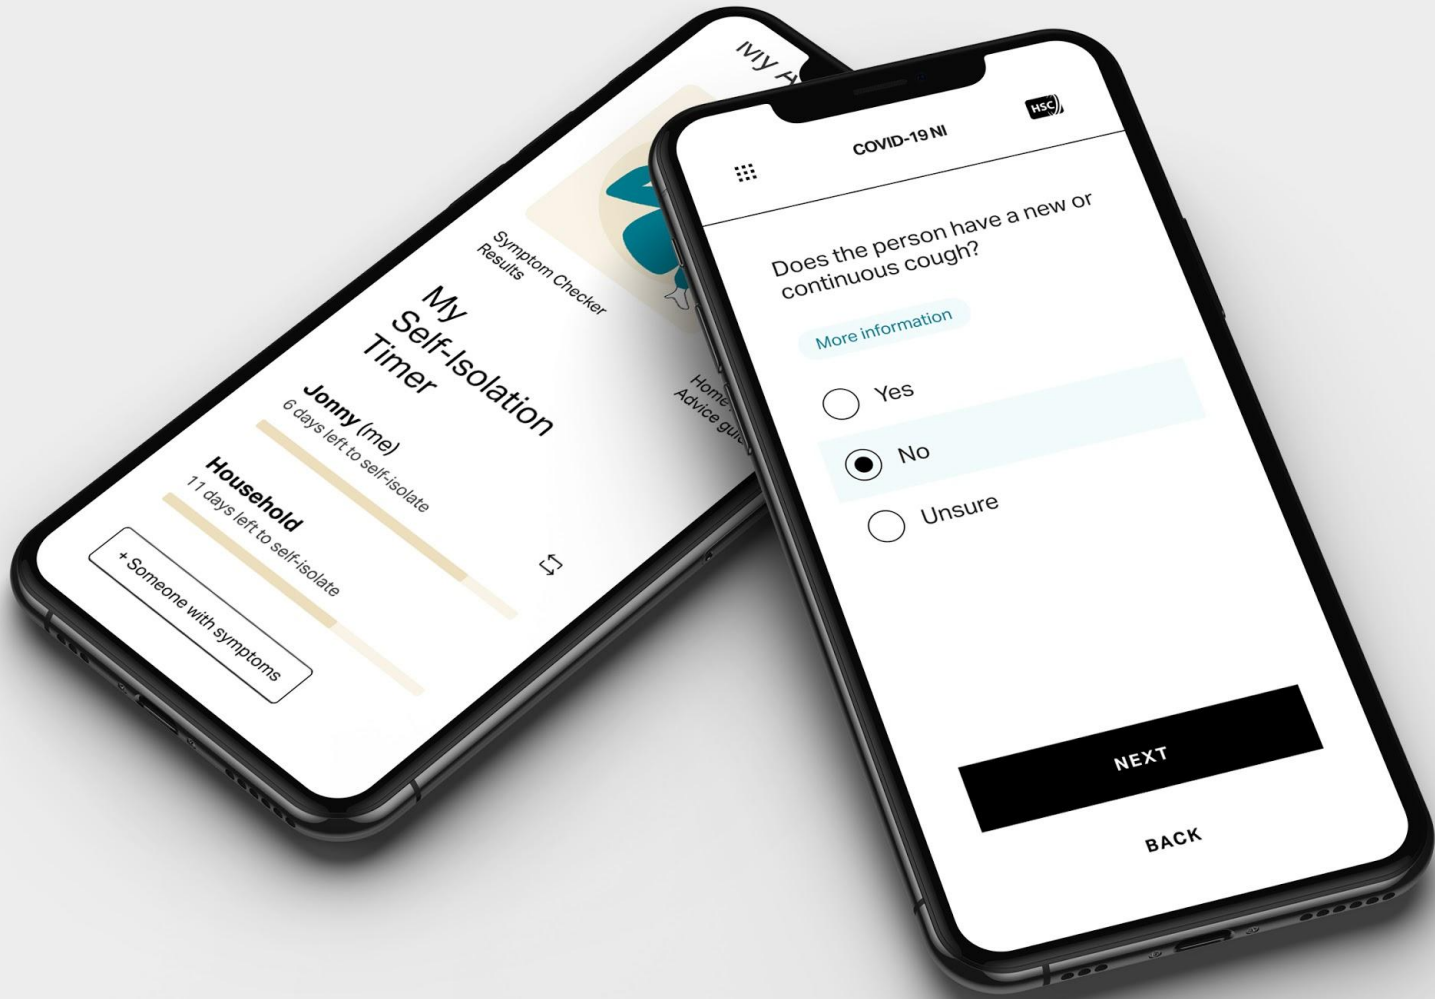 My
Symptom Checker
Results
My
Self-Isolation
Timer
Jonny (me)
6 days left to self-isolate
Household
11 days left to self-isolate
+ Someone with symptoms
Home
Advice
COVID-19 NI
HSC
Does the person have a new or
continuous cough?
More information
Yes
No
Unsure
NEXT
BACK